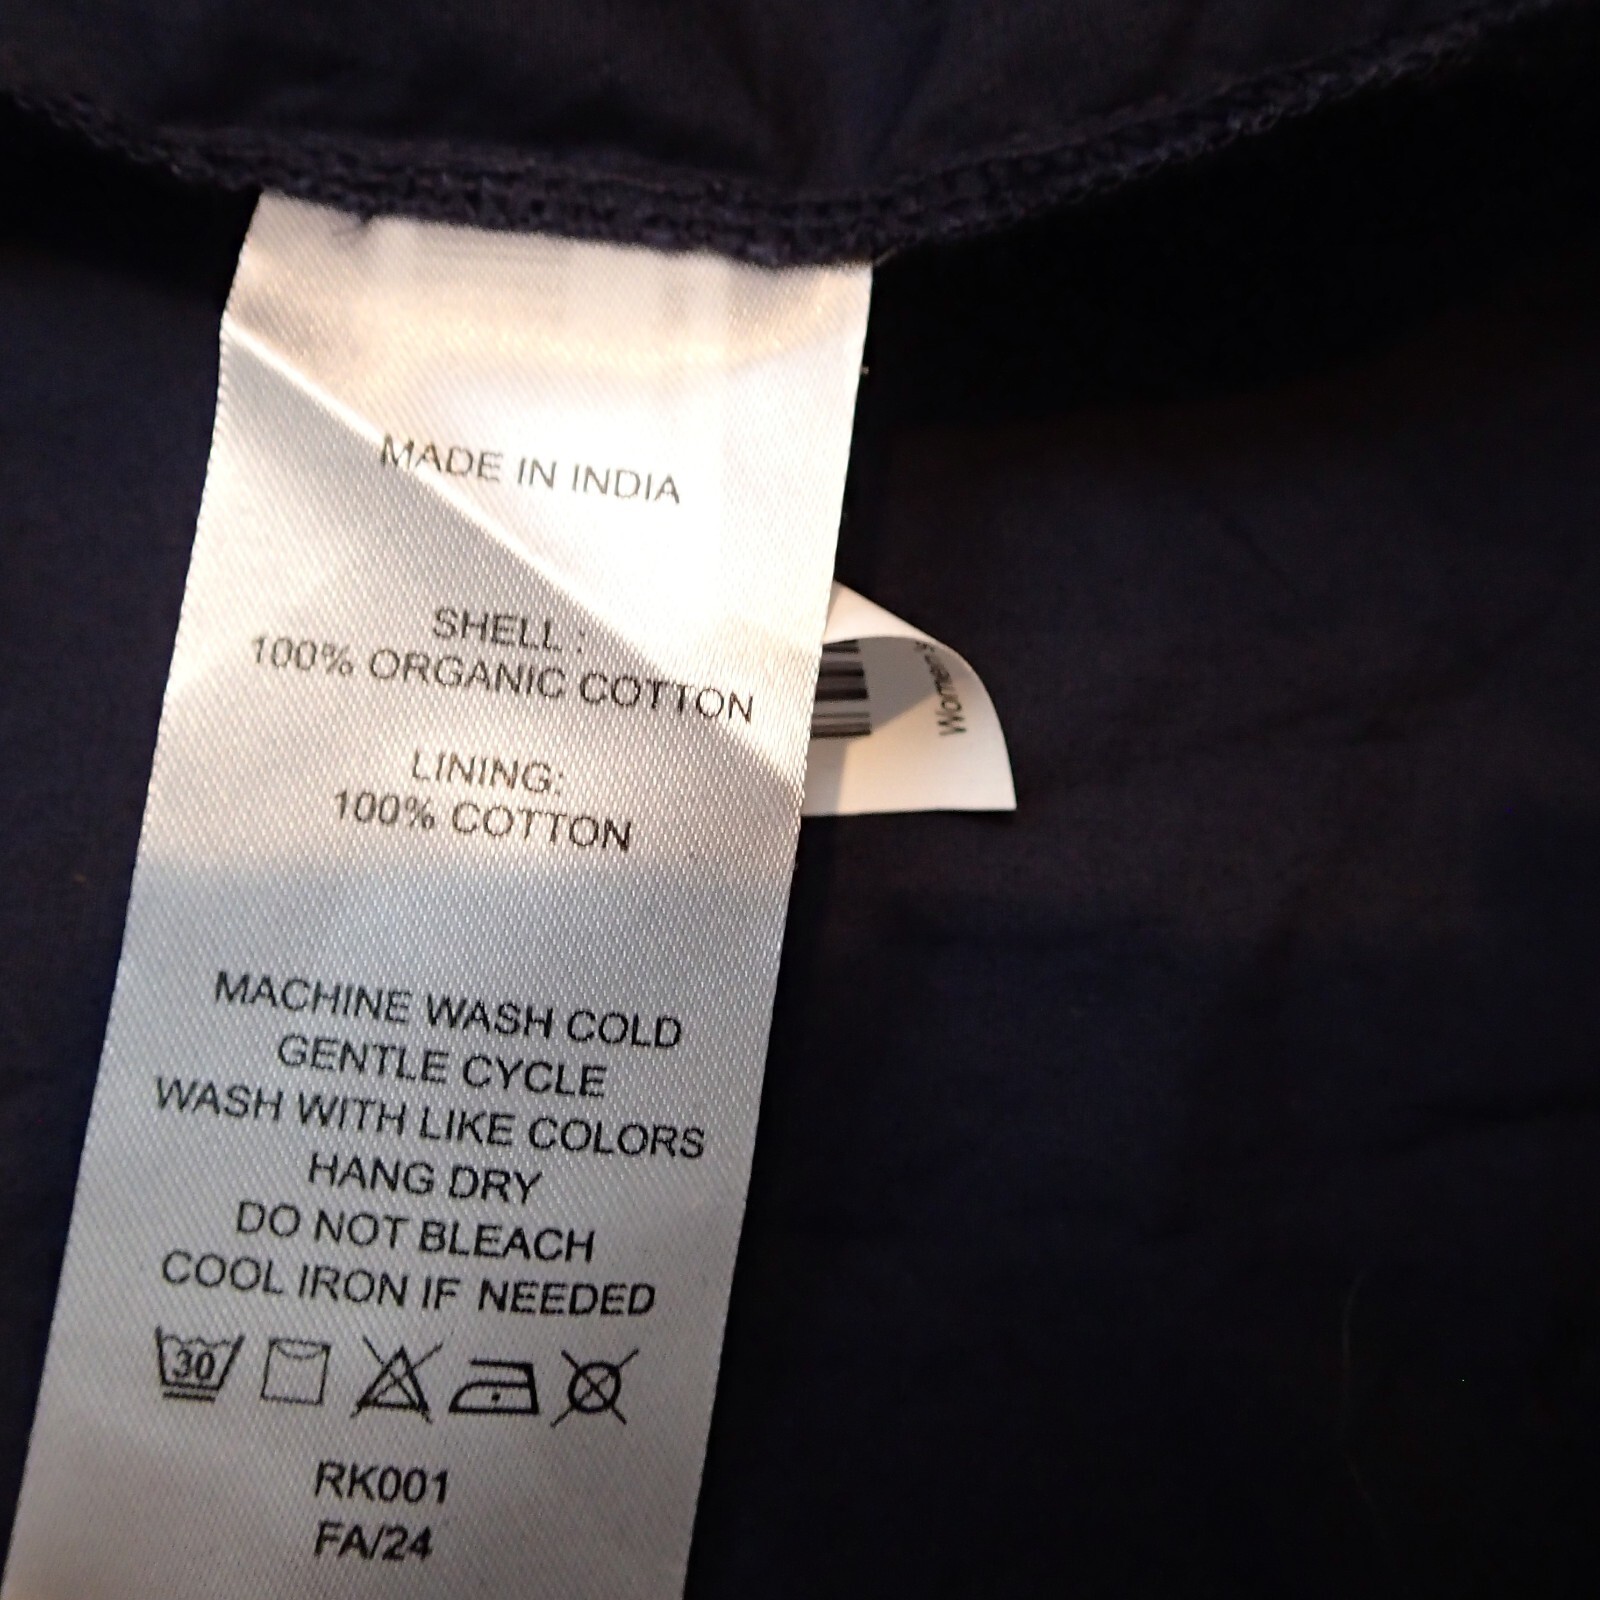 MADE IN INDIA
SHELL :
100% ORGANIC COTTON
LINING:
100% COTTON
MACHINE WASH COLD
GENTLE CYCLE
WASH WITH LIKE COLORS
HANG DRY
DO NOT BLEACH
COOL IRON IF NEEDED
30
RK001
FA/24